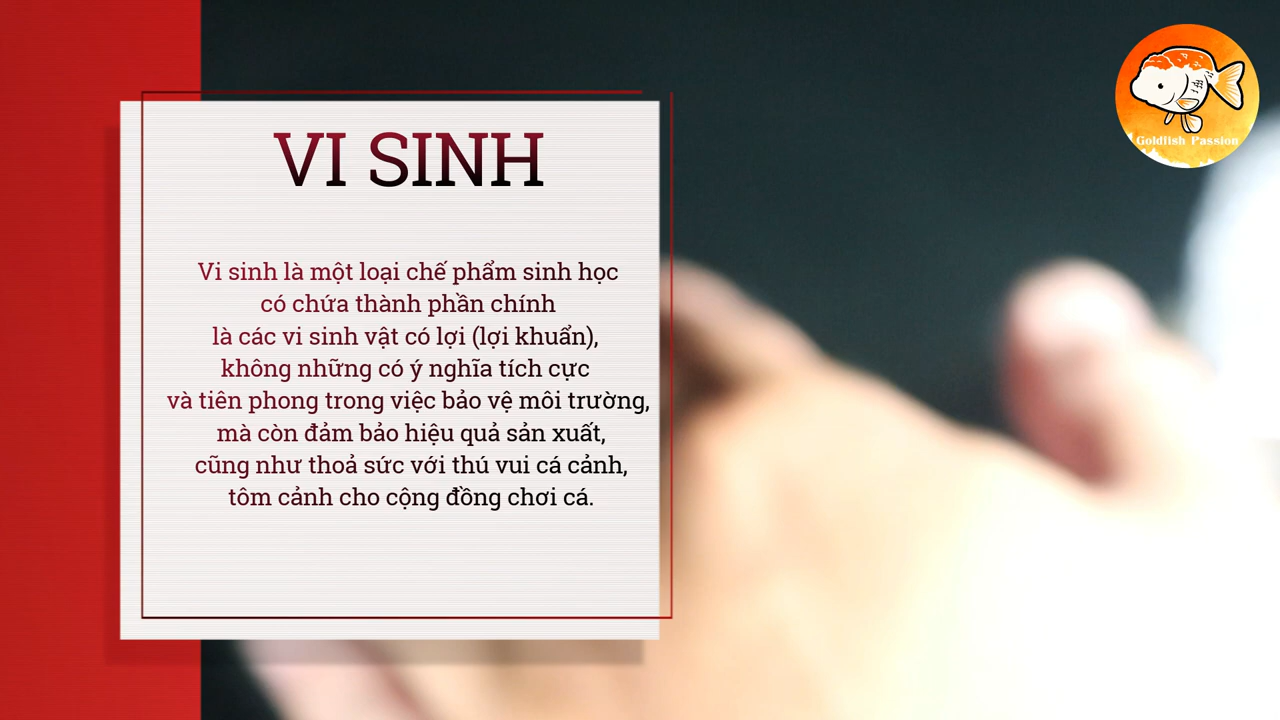 VI SINH
Vi sinh là một loại chế phẩm sinh học
có chứa thành phần chính
là các vi sinh vật có lợi (lợi khuẩn),
không những có ý nghĩa tích cực
và tiên phong trong việc bảo vệ môi trường,
mà còn đảm bảo hiệu quả sản xuất,
cũng như thoả sức với thú vui cá cảnh,
tôm cảnh cho cộng đồng chơi cá.
Goldfish Passion